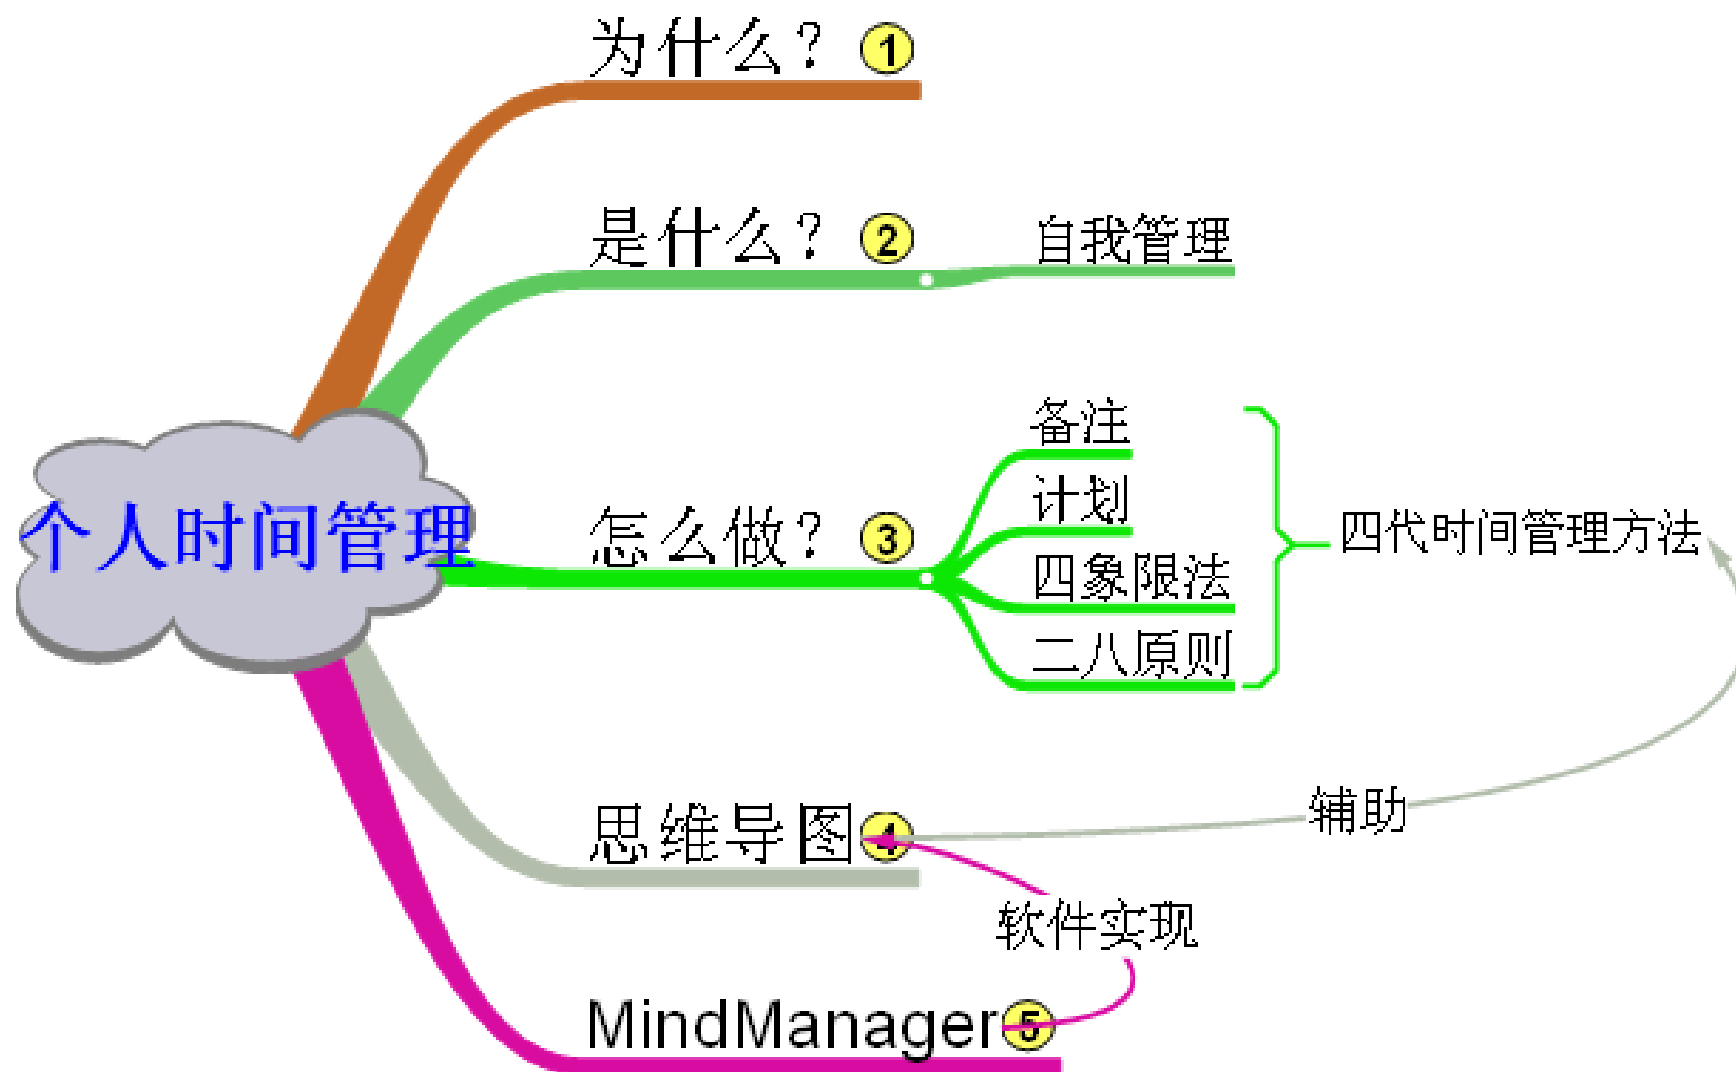 为什么？ 1
是什么？ 2
自我管理
个人时间管理
怎么做？ 3
备注
计划
四象限法
二八原则
四代时间管理方法
思维导图 4
辅助
软件实现
MindManager 5